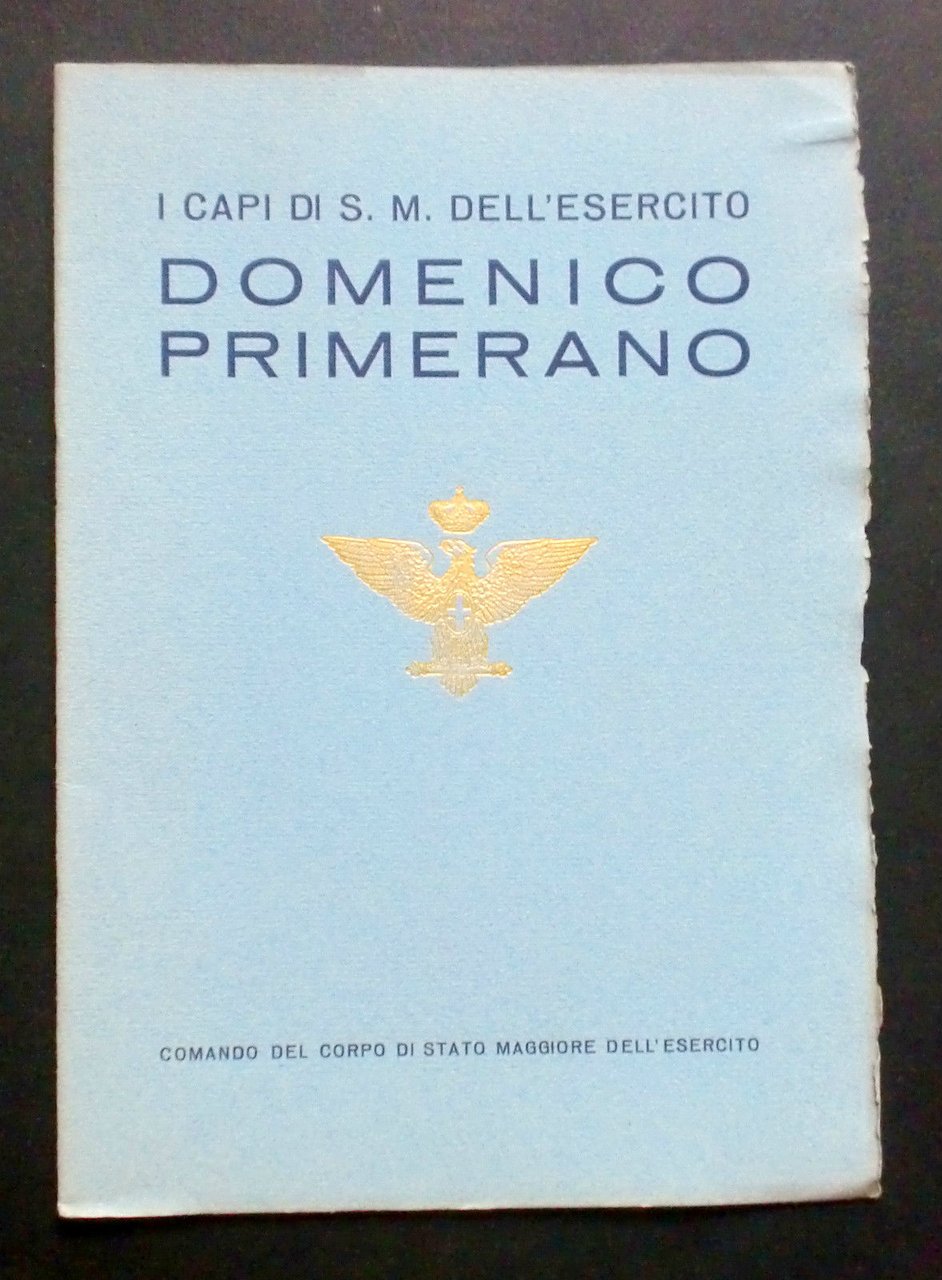 I CAPI DI S. M. DELL'ESERCITO
DOMENICO
PRIMERANO
COMANDO DEL CORPO DI STATO MAGGIORE DELL'ESERCITO